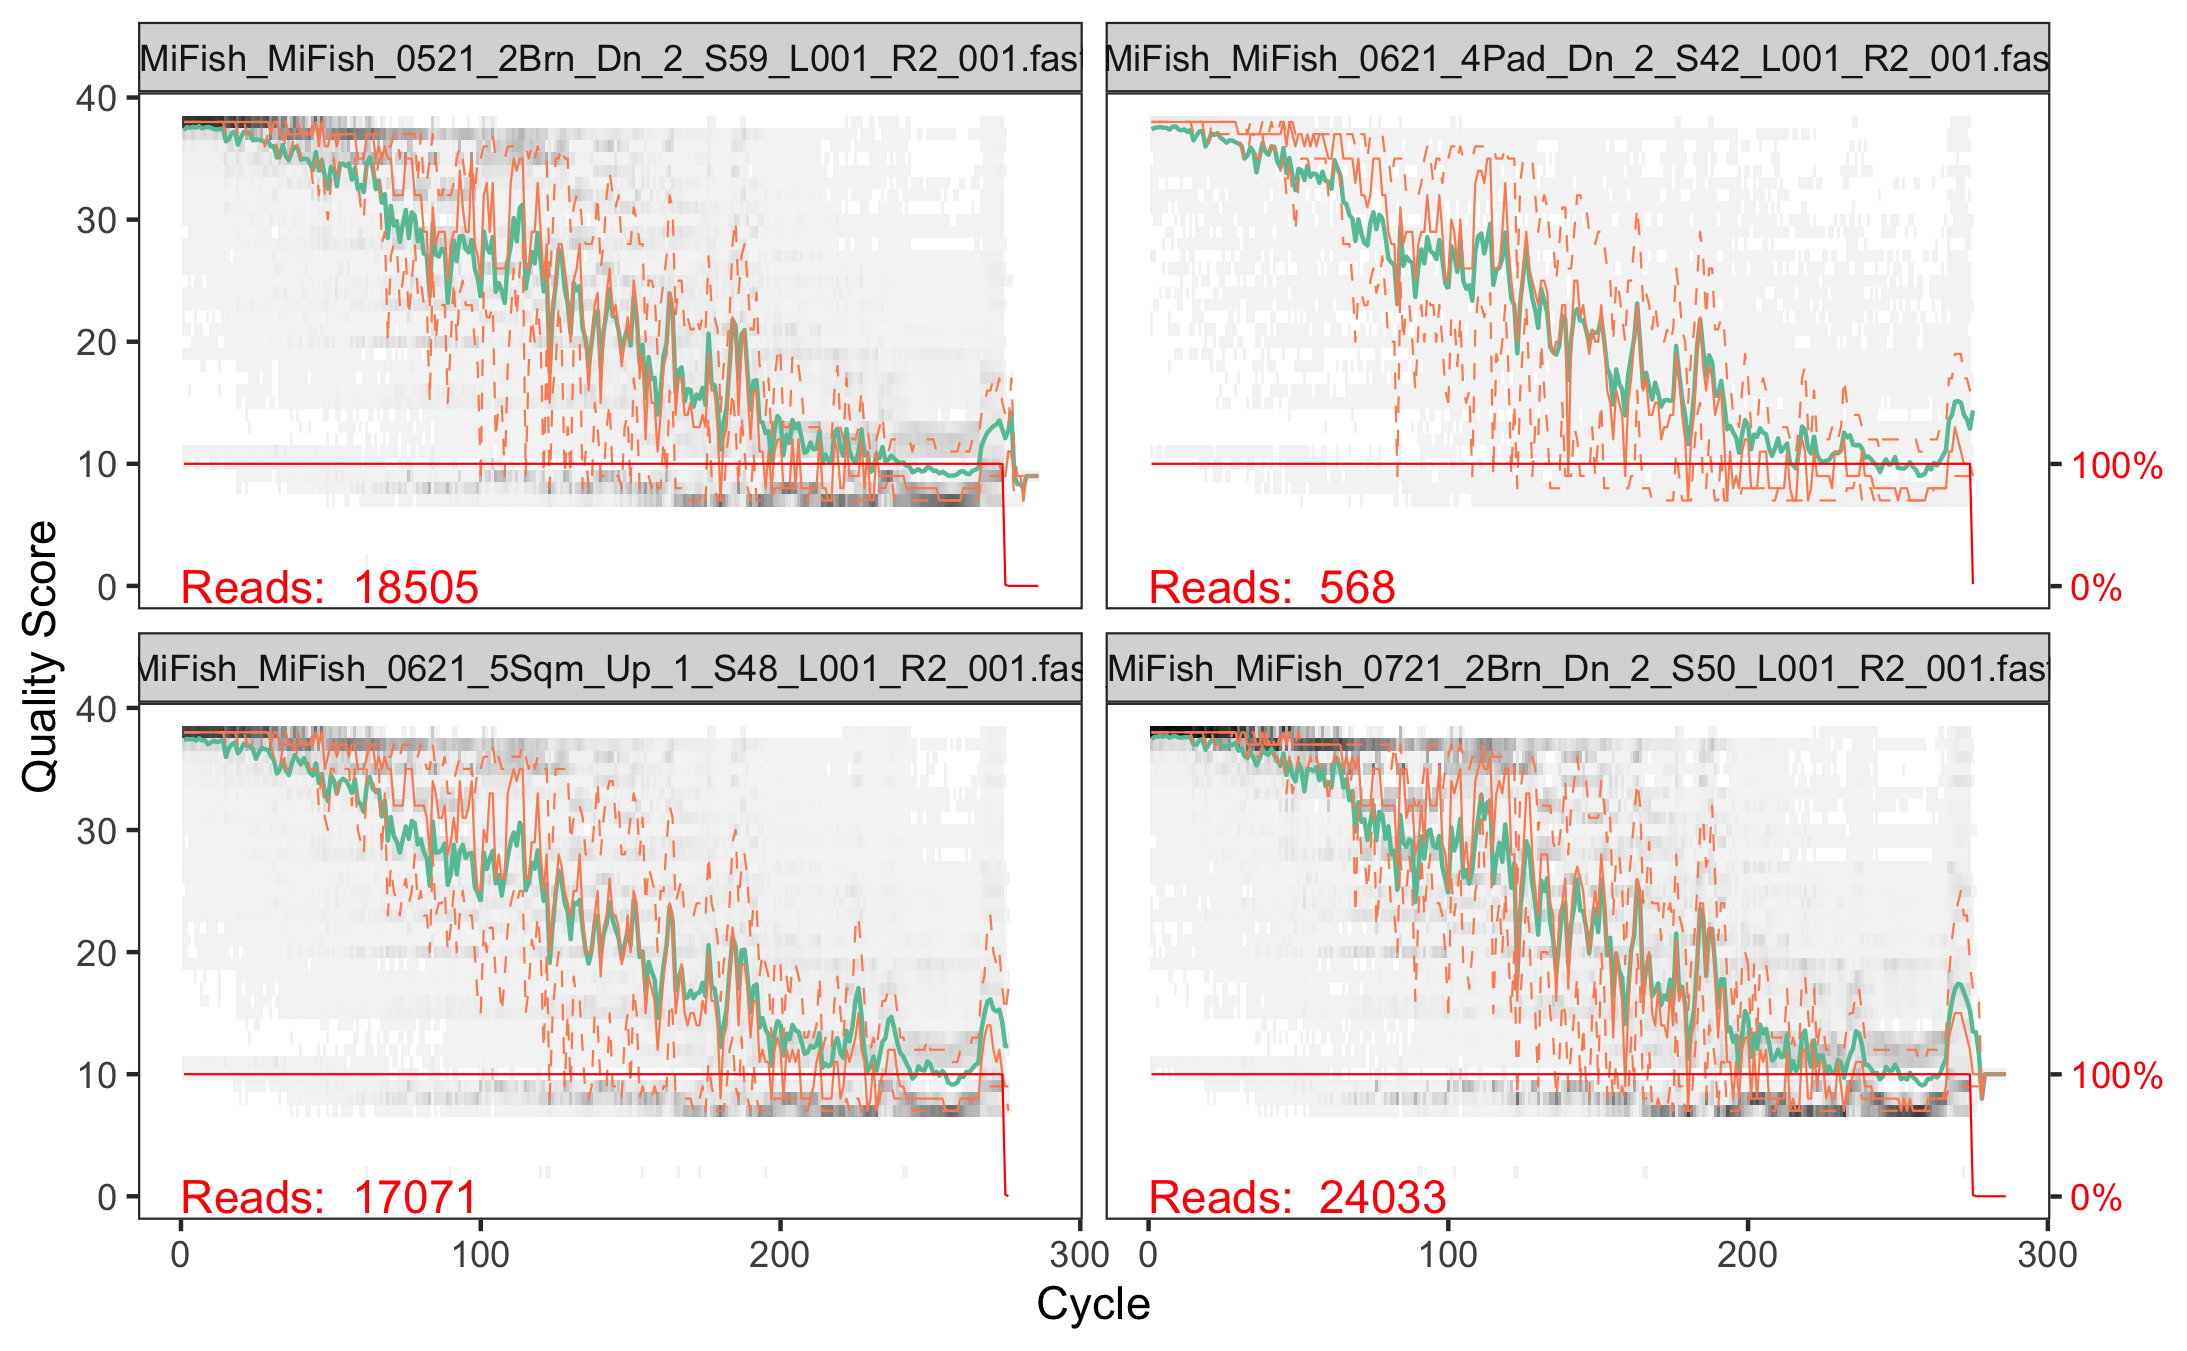 MiFish_MiFish_0521_2Brn_Dn_2_S59_L001_R2_001.fast
MiFish_MiFish_0621_4Pad_Dn_2_S42_L001_R2_001.fas
40
30
20
10
0
Reads: 18505
Reads: 568
100%
0%
Quality Score
MiFish_MiFish_0621_5Sqm_Up_1_S48_L001_R2_001.fas
MiFish_MiFish_0721_2Brn_Dn_2_S50_L001_R2_001.fast
40
30
20
10
0
Reads: 17071
Reads: 24033
100%
0%
0 100 200 300 0 100 200 300
Cycle